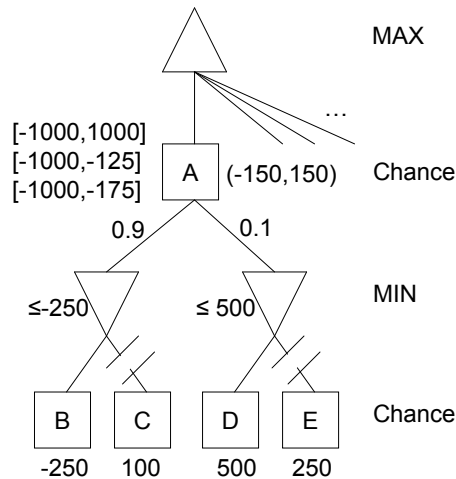 MAX
…
[-1000,1000]
[-1000,-125]
[-1000,-175]
A
(-150,150)
Chance
0.9
0.1
≤-250
≤ 500
MIN
B
C
D
E
Chance
-250
100
500
250